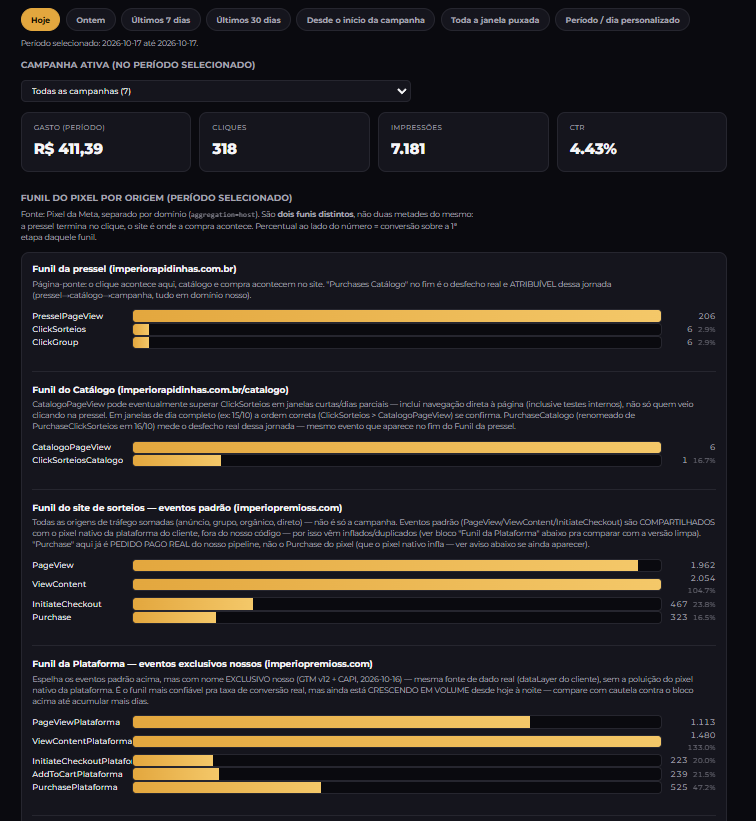 Hoje Ontem Últimos 7 dias Últimos 30 dias Desde o início da campanha Toda a janela puxada Período / dia personalizado
Período selecionado: 2026-10-17 até 2026-10-17.
CAMPANHA ATIVA (NO PERÍODO SELECIONADO)
Todas as campanhas (7)
GASTO (PERÍODO) CLIQUES IMPRESSÕES CTR
R$ 411,39 318 7.181 4.43%
FUNIL DO PIXEL POR ORIGEM (PERÍODO SELECIONADO)
Fonte: Pixel da Meta, separado por domínio (aggregation=host). São dois funis distintos, não duas metades do mesmo:
a pressel termina no clique, o site é onde a compra acontece. Percentual ao lado do número = conversão sobre a 1ª
etapa daquele funil.
Funil da pressel (imperiorapidinhas.com.br)
Página-ponte: o clique acontece aqui, catálogo e compra acontecem no site. "Purchases Catálogo" no fim é o desfecho real e ATRIBUÍVEL dessa jornada
(pressel→catálogo→campanha, tudo em domínio nosso).
PresselPageView 206
ClickSorteios 6 2.9%
ClickGroup 6 2.9%
Funil do Catálogo (imperiorapidinhas.com.br/catalogo)
CatalogoPageView pode eventualmente superar ClickSorteios em janelas curtas/dias parciais — inclui navegação direta à página (inclusive testes internos), não só quem veio
clicando na pressel. Em janelas de dia completo (ex: 15/10) a ordem correta (ClickSorteios > CatalogoPageView) se confirma. PurchaseCatalogo (renomeado de
PurchaseClickSorteios em 16/10) mede o desfecho real dessa jornada — mesmo evento que aparece no fim do Funil da pressel.
CatalogoPageView 6
ClickSorteiosCatalogo 1 16.7%
Funil do site de sorteios — eventos padrão (imperiopremioss.com)
Todas as origens de tráfego somadas (anúncio, grupo, orgânico, direto) — não é só a campanha. Eventos padrão (PageView/ViewContent/InitiateCheckout) são COMPARTILHADOS
com o pixel nativo da plataforma do cliente, fora do nosso código — por isso vêm inflados/duplicados (ver bloco "Funil da Plataforma" abaixo pra comparar com a versão limpa).
"Purchase" aqui já é PEDIDO PAGO REAL do nosso pipeline, não o Purchase do pixel (que o pixel nativo infla — ver aviso abaixo se ainda aparecer).
PageView 1.962
ViewContent 2.054
104.7%
InitiateCheckout 467 23.8%
Purchase 323 16.5%
Funil da Plataforma — eventos exclusivos nossos (imperiopremioss.com)
Espelha os eventos padrão acima, mas com nome EXCLUSIVO nosso (GTM v12 + CAPI, 2026-10-16) — mesma fonte de dado real (dataLayer do cliente), sem a poluição do pixel
nativo da plataforma. É o funil mais confiável pra taxa de conversão real, mas ainda está CRESCENDO EM VOLUME desde hoje à noite — compare com cautela contra o bloco
acima até acumular mais dias.
PageViewPlataforma 1.113
ViewContentPlataforma 1.480
133.0%
InitiateCheckoutPlatafo 223 20.0%
AddToCartPlataforma 239 21.5%
PurchasePlataforma 525 47.2%